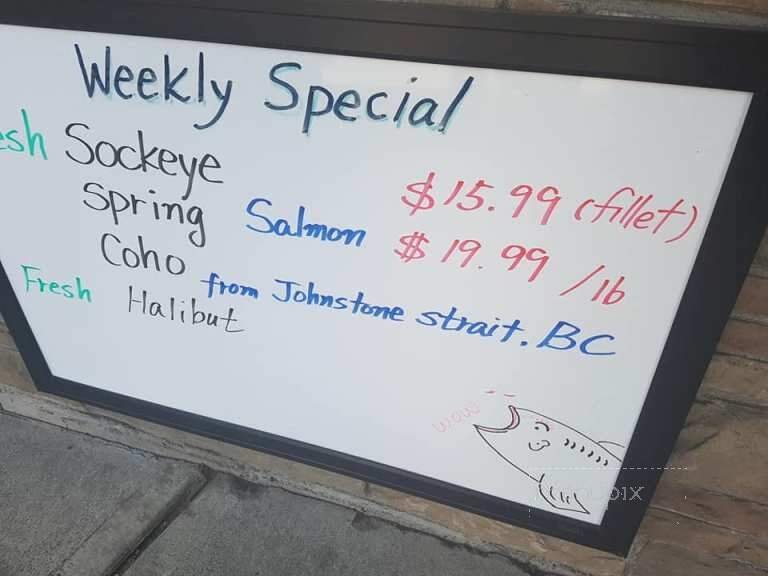 Weekly Special
esh Sockeye $15.99 (fillet)
Spring Salmon $19.99 /lb
Coho from Johnstone strait. BC
Fresh Halibut
wow